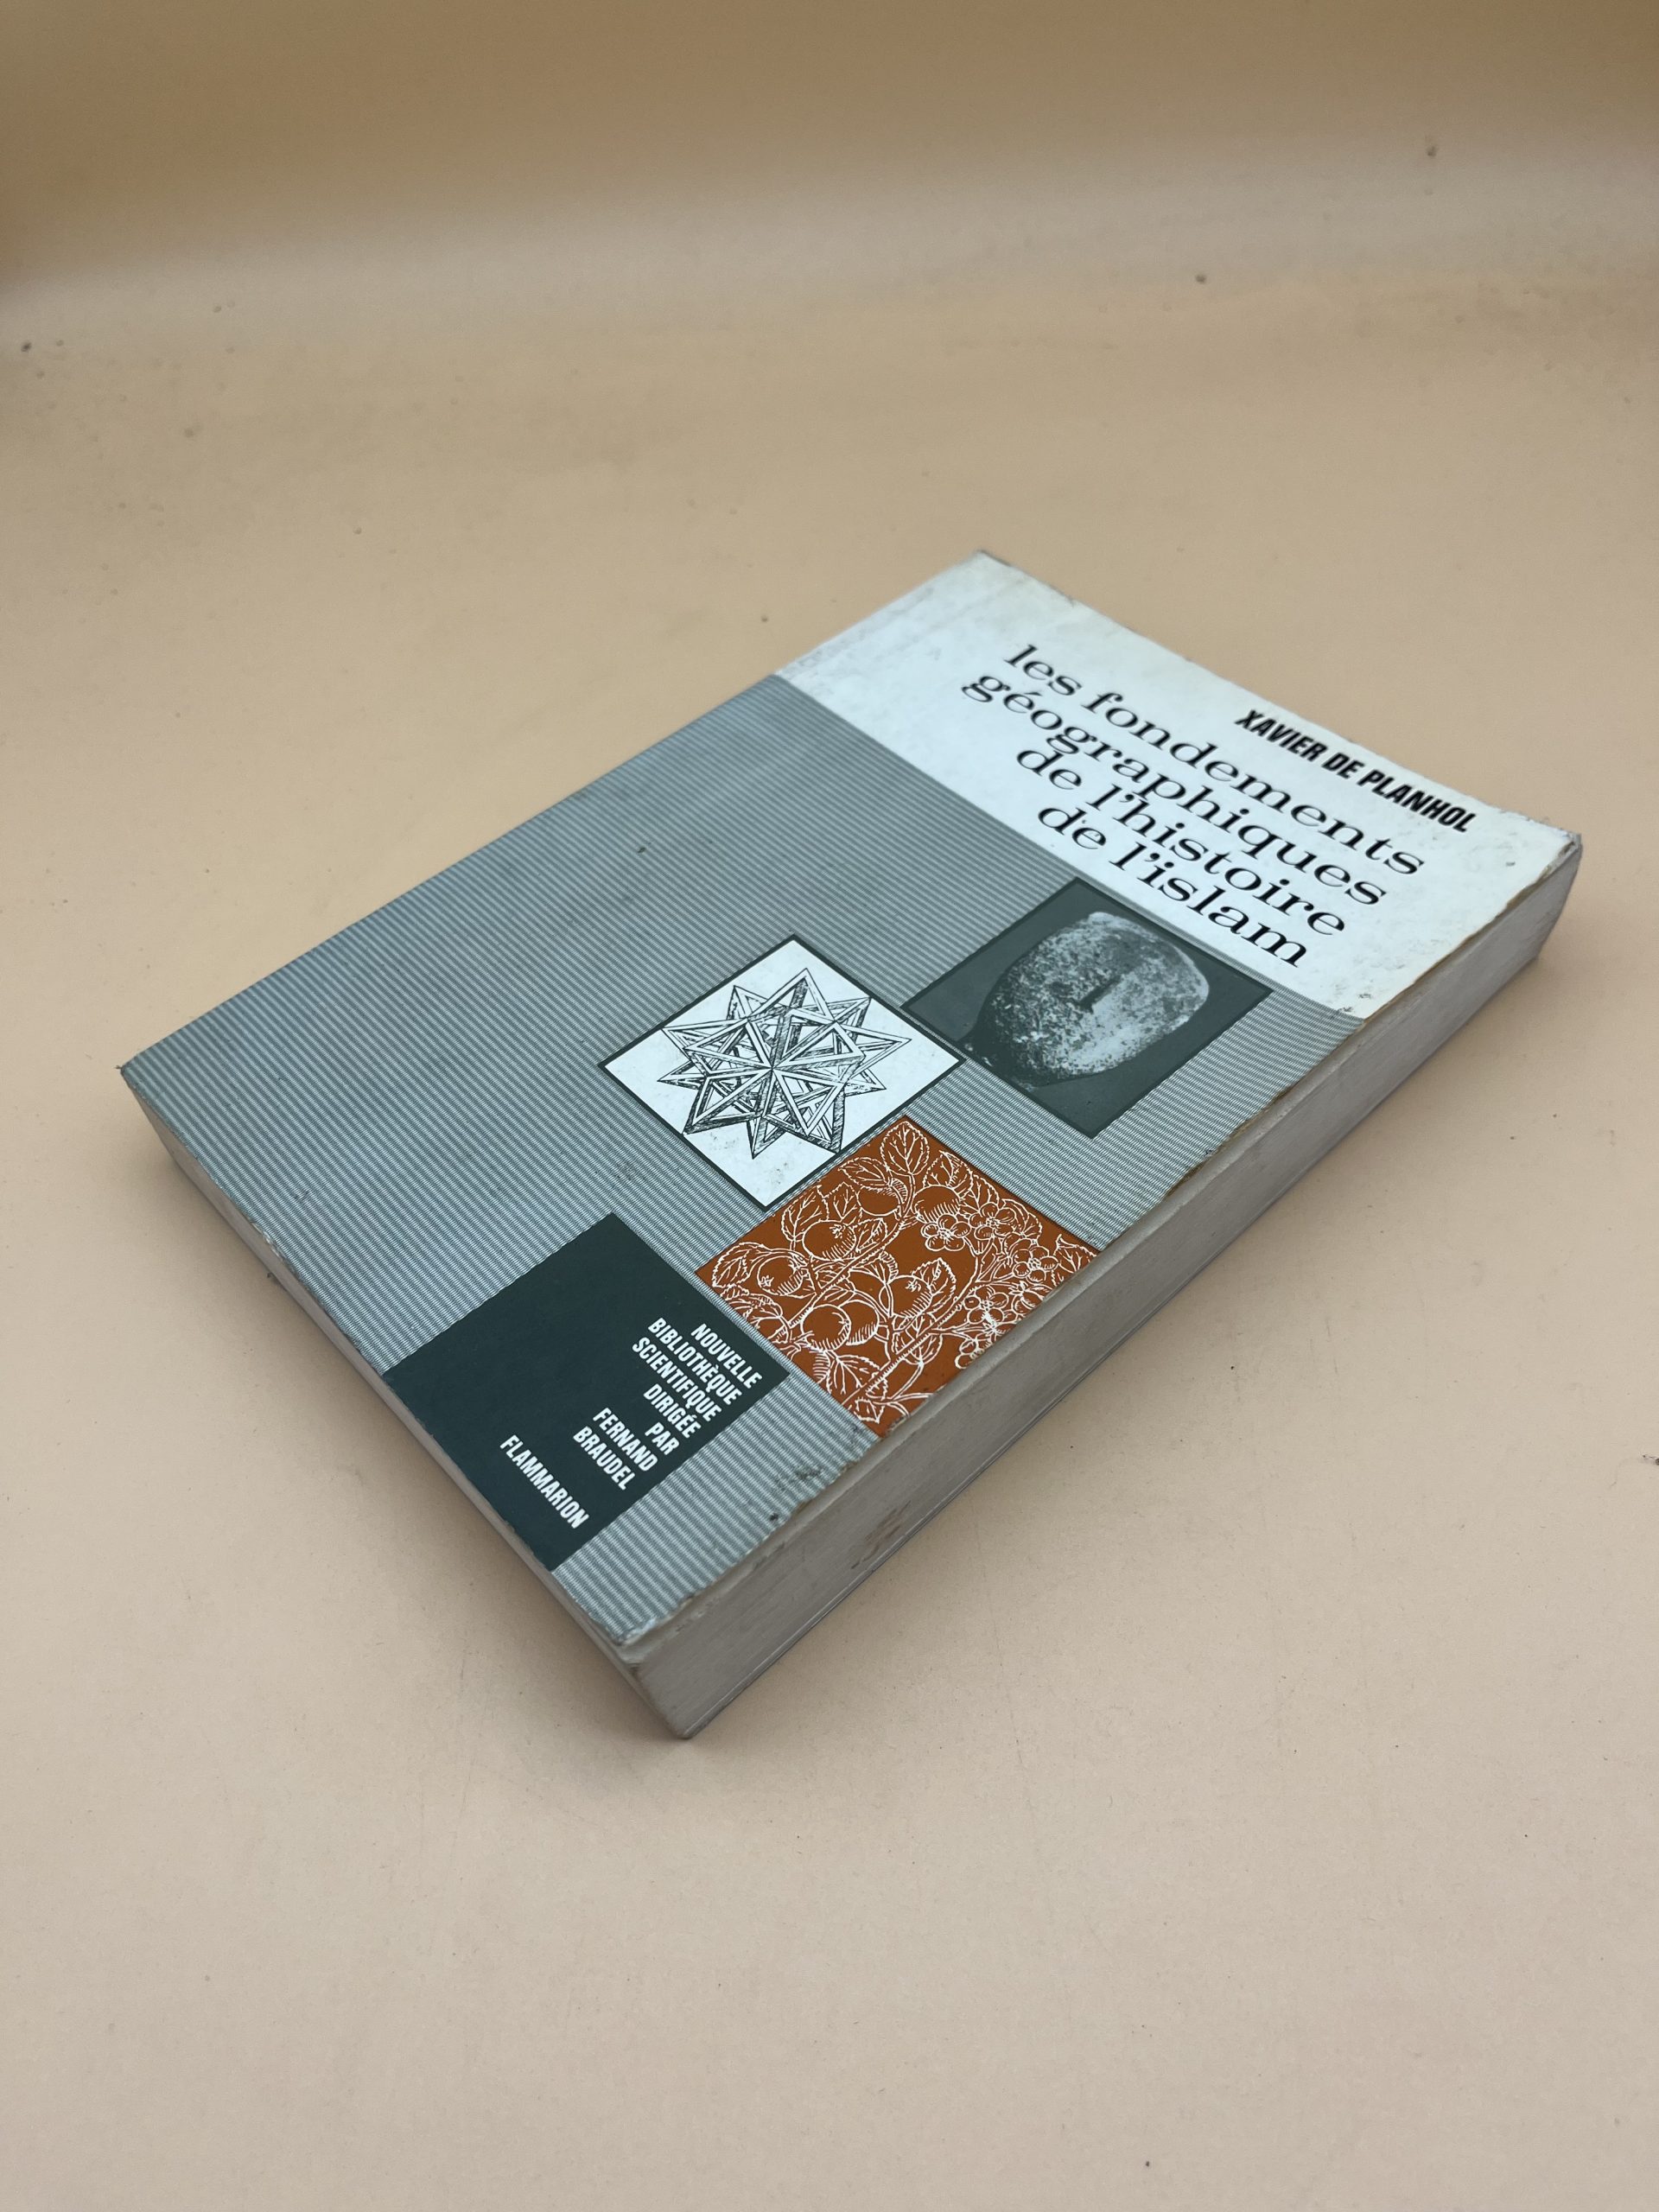 XAVIER DE PLANHOL
les fondements
géographiques
de l'histoire
de l'islam
NOUVELLE
BIBLIOTHÈQUE
SCIENTIFIQUE
DIRIGÉE
PAR
FERNAND
BRAUDEL
FLAMMARION